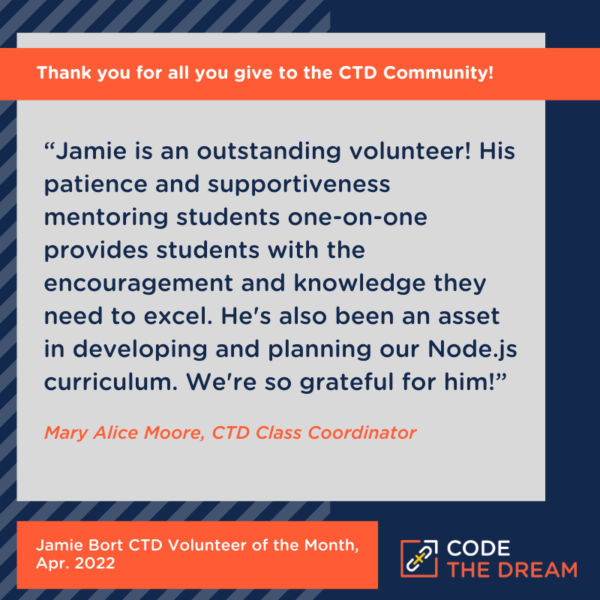 Thank you for all you give to the CTD Community!
“Jamie is an outstanding volunteer! His
patience and supportiveness
mentoring students one-on-one
provides students with the
encouragement and knowledge they
need to excel. He's also been an asset
in developing and planning our Node.js
curriculum. We're so grateful for him!”
Mary Alice Moore, CTD Class Coordinator
Jamie Bort CTD Volunteer of the Month,
Apr. 2022
CODE
THE DREAM